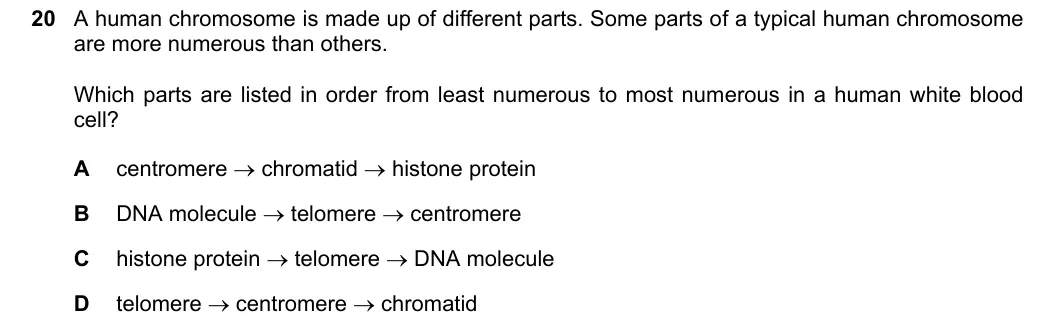 20 A human chromosome is made up of different parts. Some parts of a typical human chromosome
are more numerous than others.
Which parts are listed in order from least numerous to most numerous in a human white blood
cell?
A centromere → chromatid → histone protein
B DNA molecule → telomere → centromere
C histone protein → telomere → DNA molecule
D telomere → centromere → chromatid